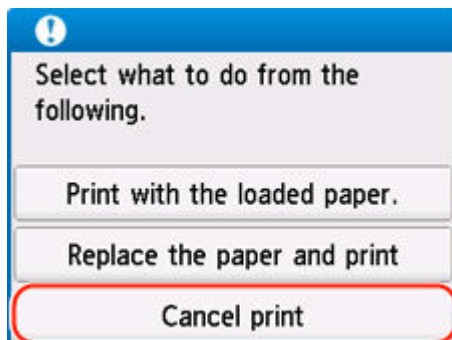 Select what to do from the
following.
Print with the loaded paper.
Replace the paper and print
Cancel print